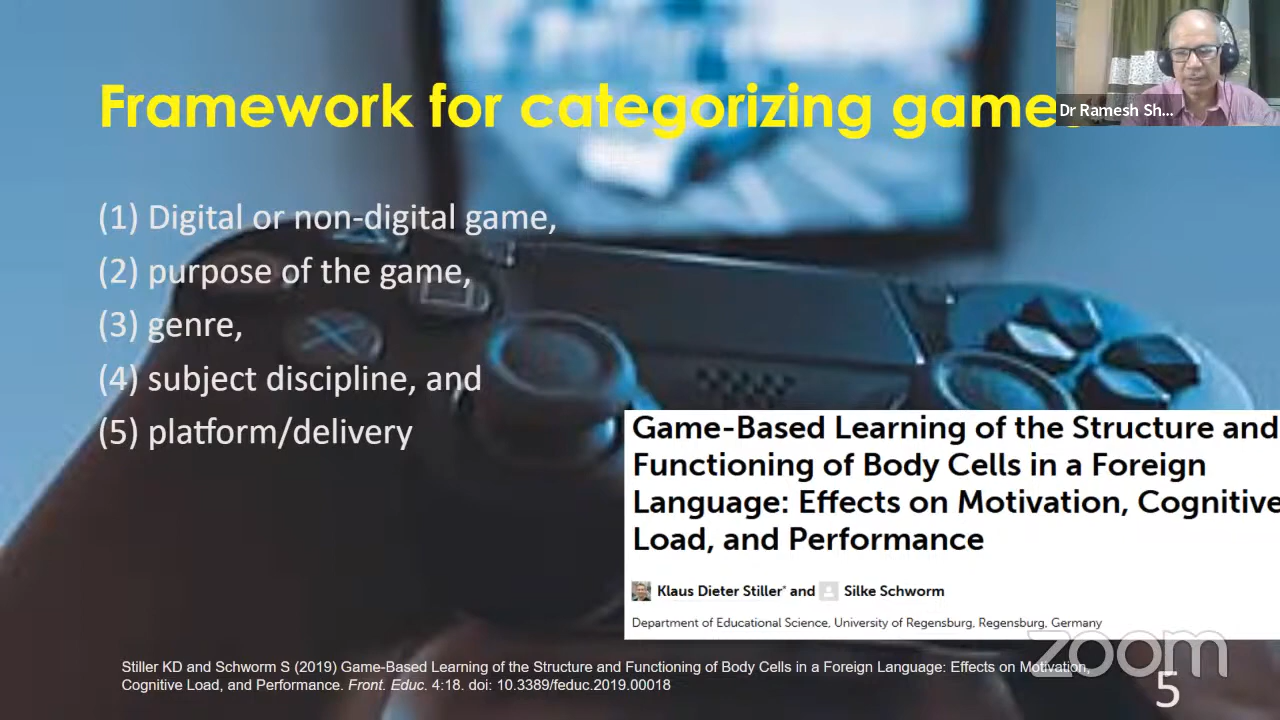 Framework for categorizing game
Dr Ramesh Sh...
(1) Digital or non-digital game,
(2) purpose of the game,
(3) genre,
(4) subject discipline, and
(5) platform/delivery
Game-Based Learning of the Structure and
Functioning of Body Cells in a Foreign
Language: Effects on Motivation, Cognitive
Load, and Performance
Klaus Dieter Stiller* and Silke Schworm
Department of Educational Science, University of Regensburg, Regensburg, Germany
zoom
Stiller KD and Schworm S (2019) Game-Based Learning of the Structure and Functioning of Body Cells in a Foreign Language: Effects on Motivation,
Cognitive Load, and Performance. Front. Educ. 4:18. doi: 10.3389/feduc.2019.00018
5